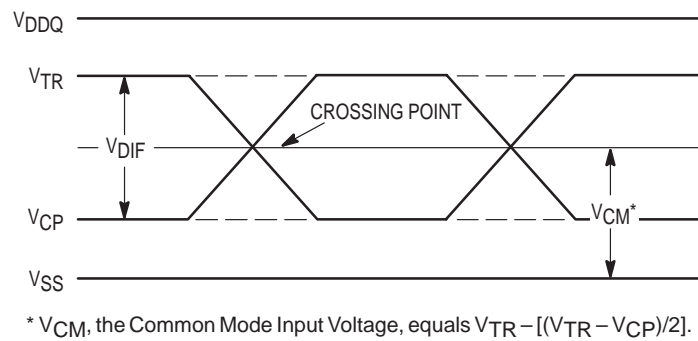 VDDQ
VTR
CROSSING POINT
VDIF
VCP
VCM*
VSS
* VCM, the Common Mode Input Voltage, equals VTR – [(VTR – VCP)/2].